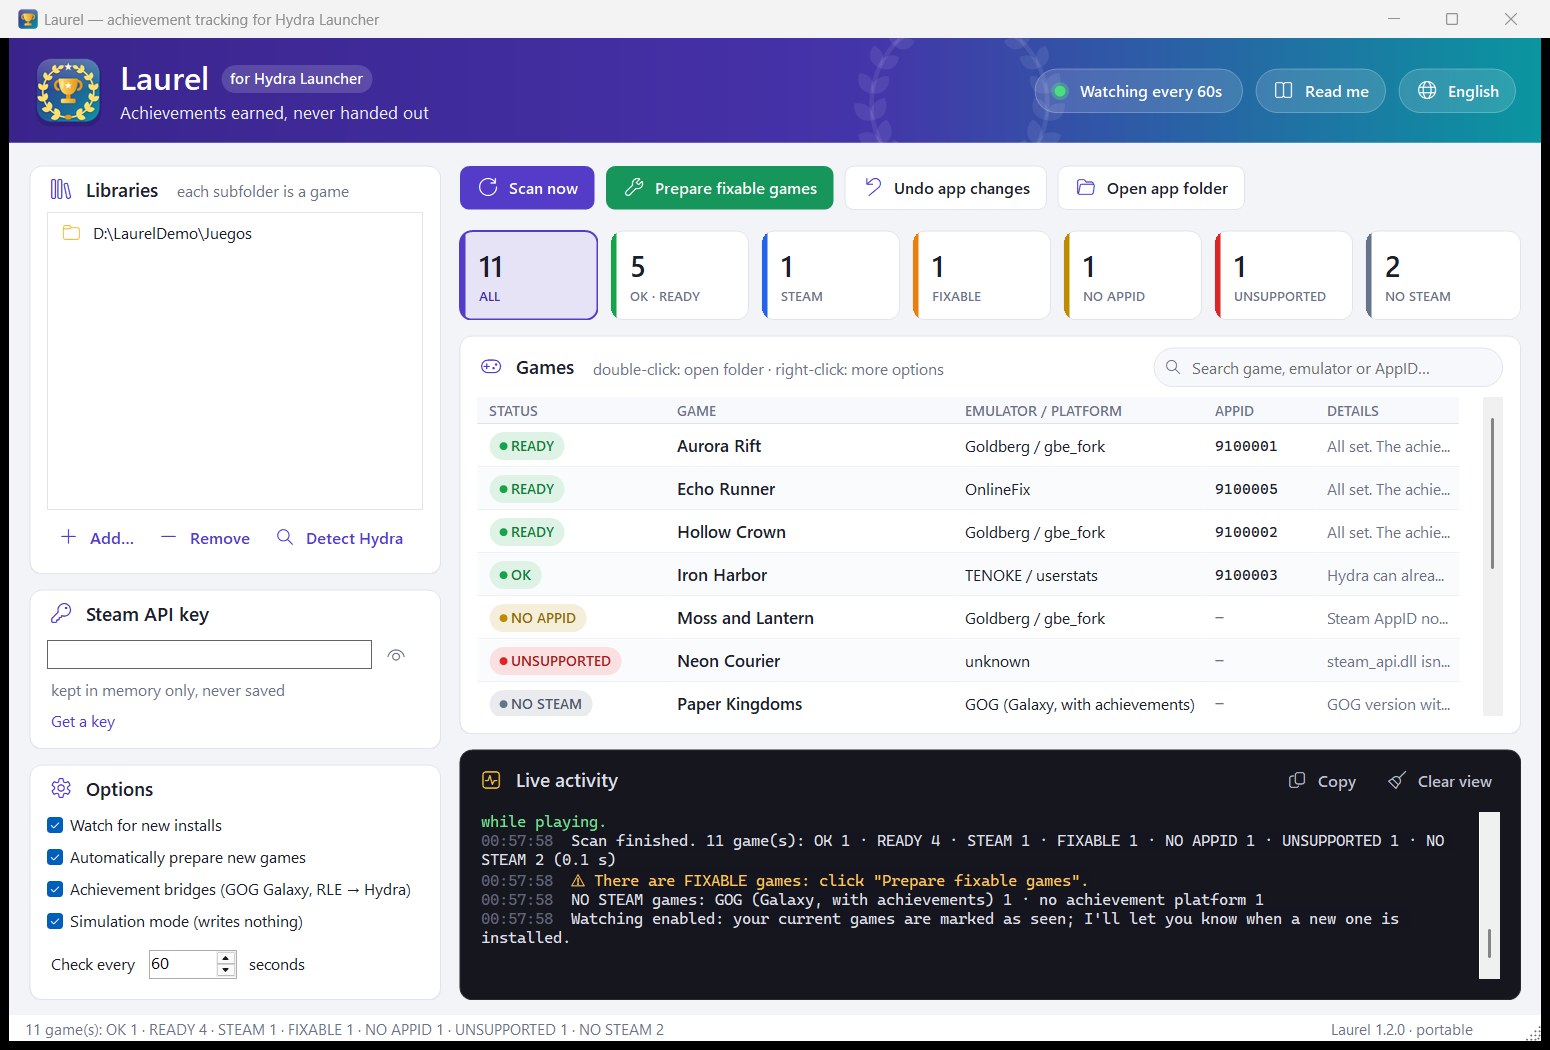 Laurel — achievement tracking for Hydra Launcher
Laurel for Hydra Launcher
Achievements earned, never handed out
Watching every 60s
Read me
English
Libraries each subfolder is a game
D:\LaurelDemo\Juegos
Add...
Remove
Detect Hydra
Steam API key
kept in memory only, never saved
Get a key
Options
Watch for new installs
Automatically prepare new games
Achievement bridges (GOG Galaxy, RLE → Hydra)
Simulation mode (writes nothing)
Check every 60 seconds
Scan now
Prepare fixable games
Undo app changes
Open app folder
11
ALL
5
OK · READY
1
STEAM
1
FIXABLE
1
NO APPID
1
UNSUPPORTED
2
NO STEAM
Games double-click: open folder · right-click: more options
Search game, emulator or AppID...
STATUS GAME EMULATOR / PLATFORM APPID DETAILS
READY Aurora Rift Goldberg / gbe_fork 9100001 All set. The achie...
READY Echo Runner OnlineFix 9100005 All set. The achie...
READY Hollow Crown Goldberg / gbe_fork 9100002 All set. The achie...
OK Iron Harbor TENOKE / userstats 9100003 Hydra can alrea...
NO APPID Moss and Lantern Goldberg / gbe_fork – Steam AppID no...
UNSUPPORTED Neon Courier unknown – steam_api.dll isn...
NO STEAM Paper Kingdoms GOG (Galaxy, with achievements) – GOG version wit...
Live activity
Copy
Clear view
while playing.
00:57:58 Scan finished. 11 game(s): OK 1 · READY 4 · STEAM 1 · FIXABLE 1 · NO APPID 1 · UNSUPPORTED 1 · NO
STEAM 2 (0.1 s)
00:57:58 ⚠ There are FIXABLE games: click "Prepare fixable games".
00:57:58 NO STEAM games: GOG (Galaxy, with achievements) 1 · no achievement platform 1
00:57:58 Watching enabled: your current games are marked as seen; I'll let you know when a new one is
installed.
11 game(s): OK 1 · READY 4 · STEAM 1 · FIXABLE 1 · NO APPID 1 · UNSUPPORTED 1 · NO STEAM 2
Laurel 1.2.0 · portable